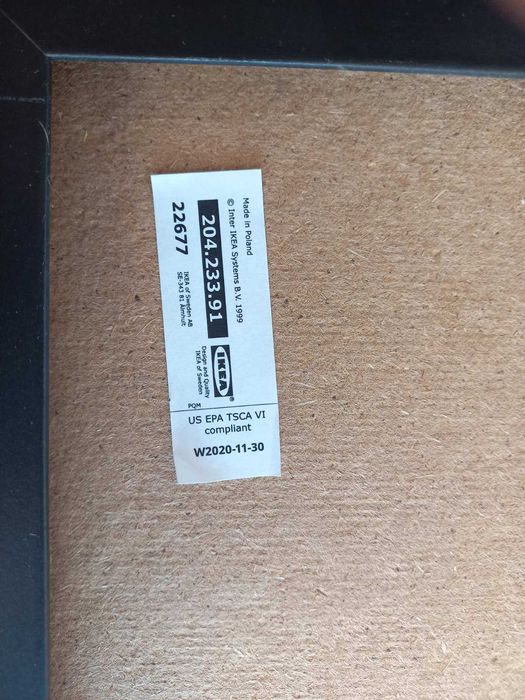 Made in Poland
© Inter IKEA Systems B.V. 1999
204.233.91
22677
IKEA of Sweden AB
SE-343 81 Älmhult
IKEA®
Design and Quality
IKEA of Sweden
PQM
US EPA TSCA VI
compliant
W2020-11-30